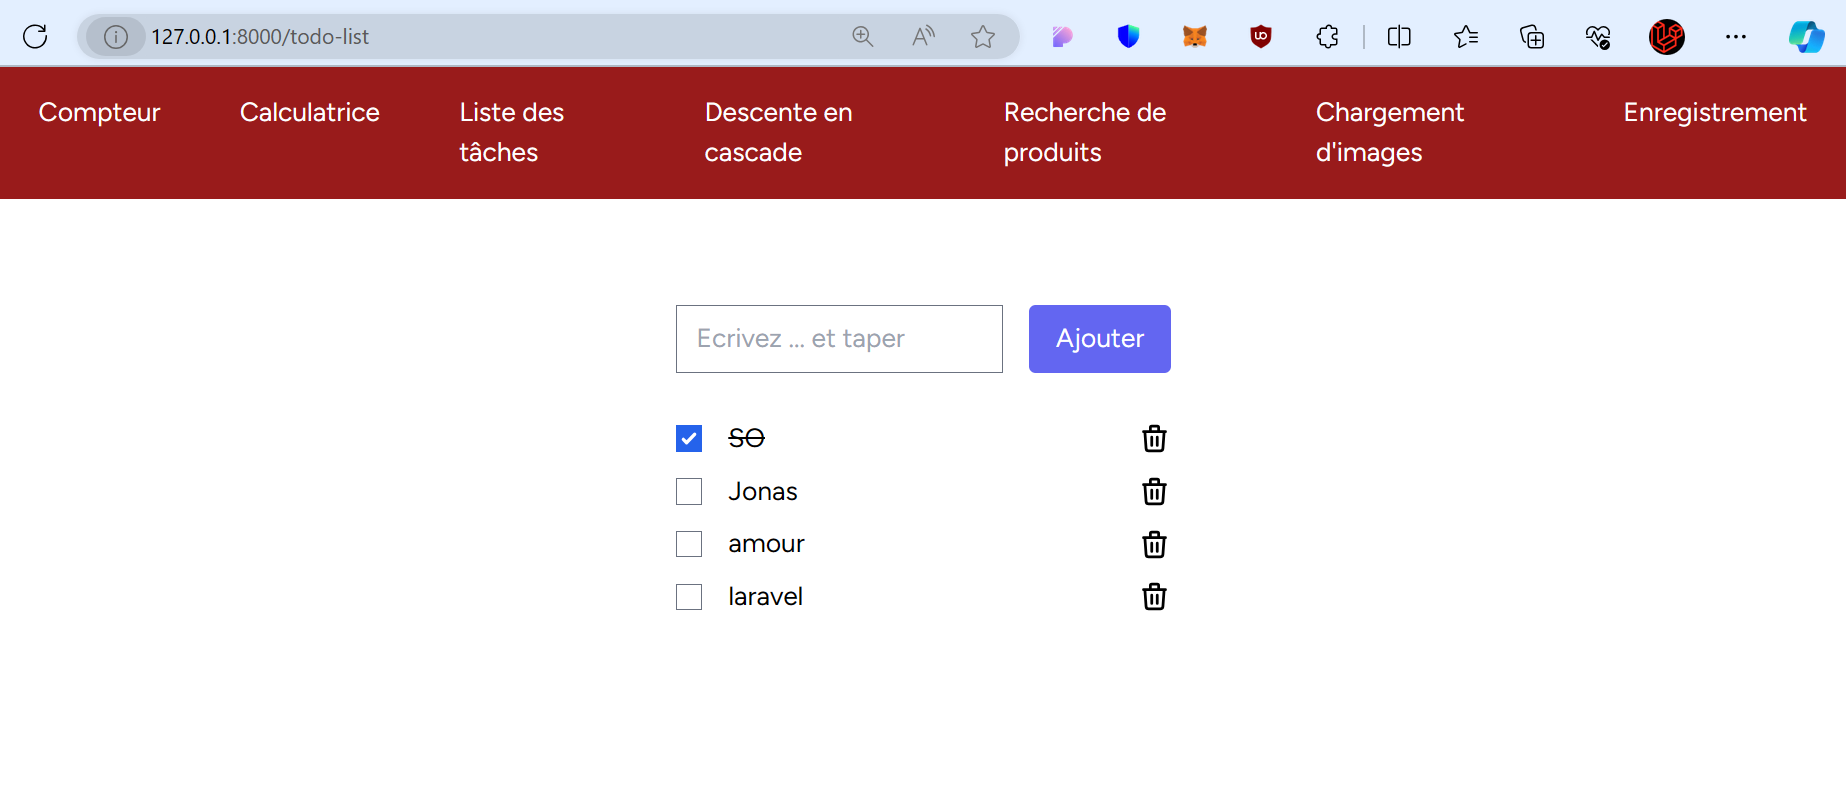 127.0.0.1:8000/todo-list
Compteur
Calculatrice
Liste des
tâches
Descente en
cascade
Recherche de
produits
Chargement
d'images
Enregistrement
Ecrivez ... et taper
Ajouter
SO
Jonas
amour
laravel